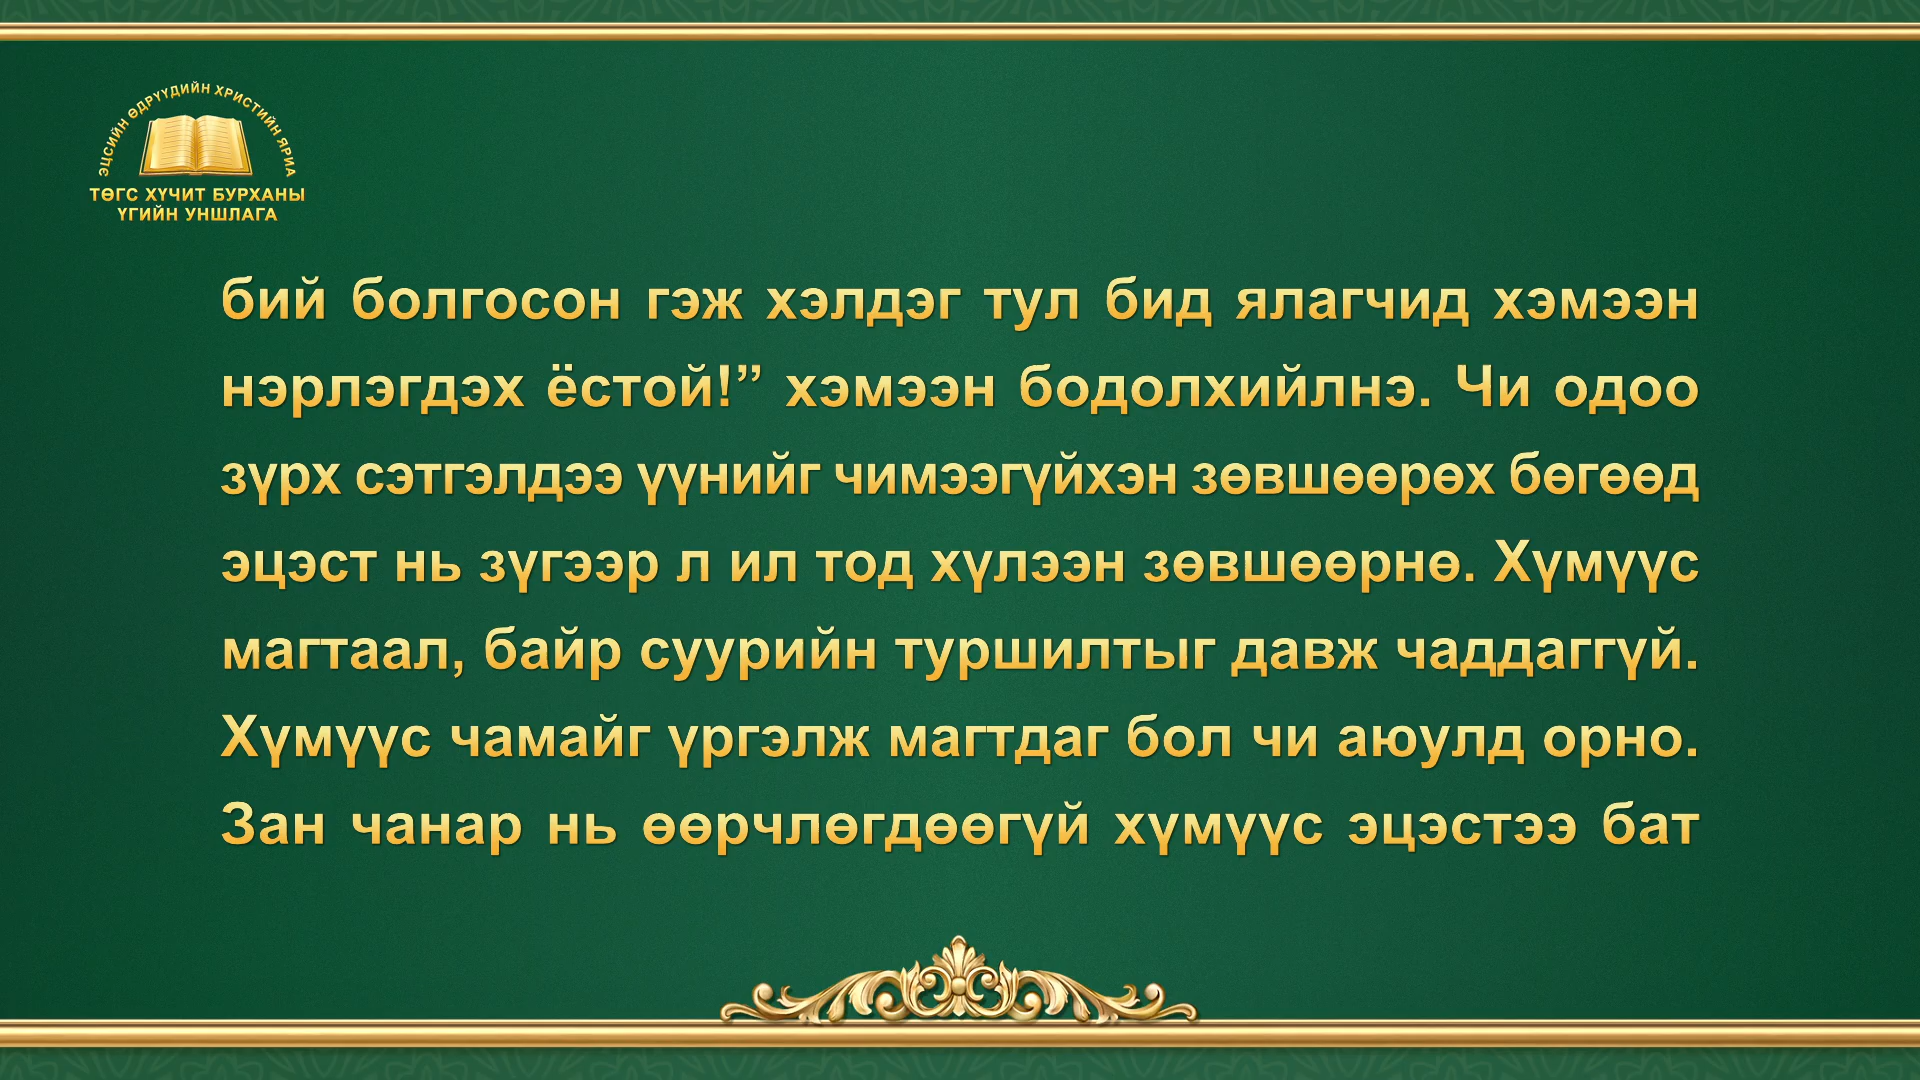 ЭЦСИЙН ӨДРҮҮДИЙН ХРИСТИЙН ЯРИА
ТӨГС ХҮЧИТ БУРХАНЫ
ҮГИЙН УНШЛАГА
бий болгосон гэж хэлдэг тул бид ялагчид хэмээн
нэрлэгдэх ёстой!” хэмээн бодолхийлнэ. Чи одоо
зүрх сэтгэлдээ үүнийг чимээгүйхэн зөвшөөрөх бөгөөд
эцэст нь зүгээр л ил тод хүлээн зөвшөөрнө. Хүмүүс
магтаал, байр суурийн туршилтыг давж чаддаггүй.
Хүмүүс чамайг үргэлж магтдаг бол чи аюулд орно.
Зан чанар нь өөрчлөгдөөгүй хүмүүс эцэстээ бат